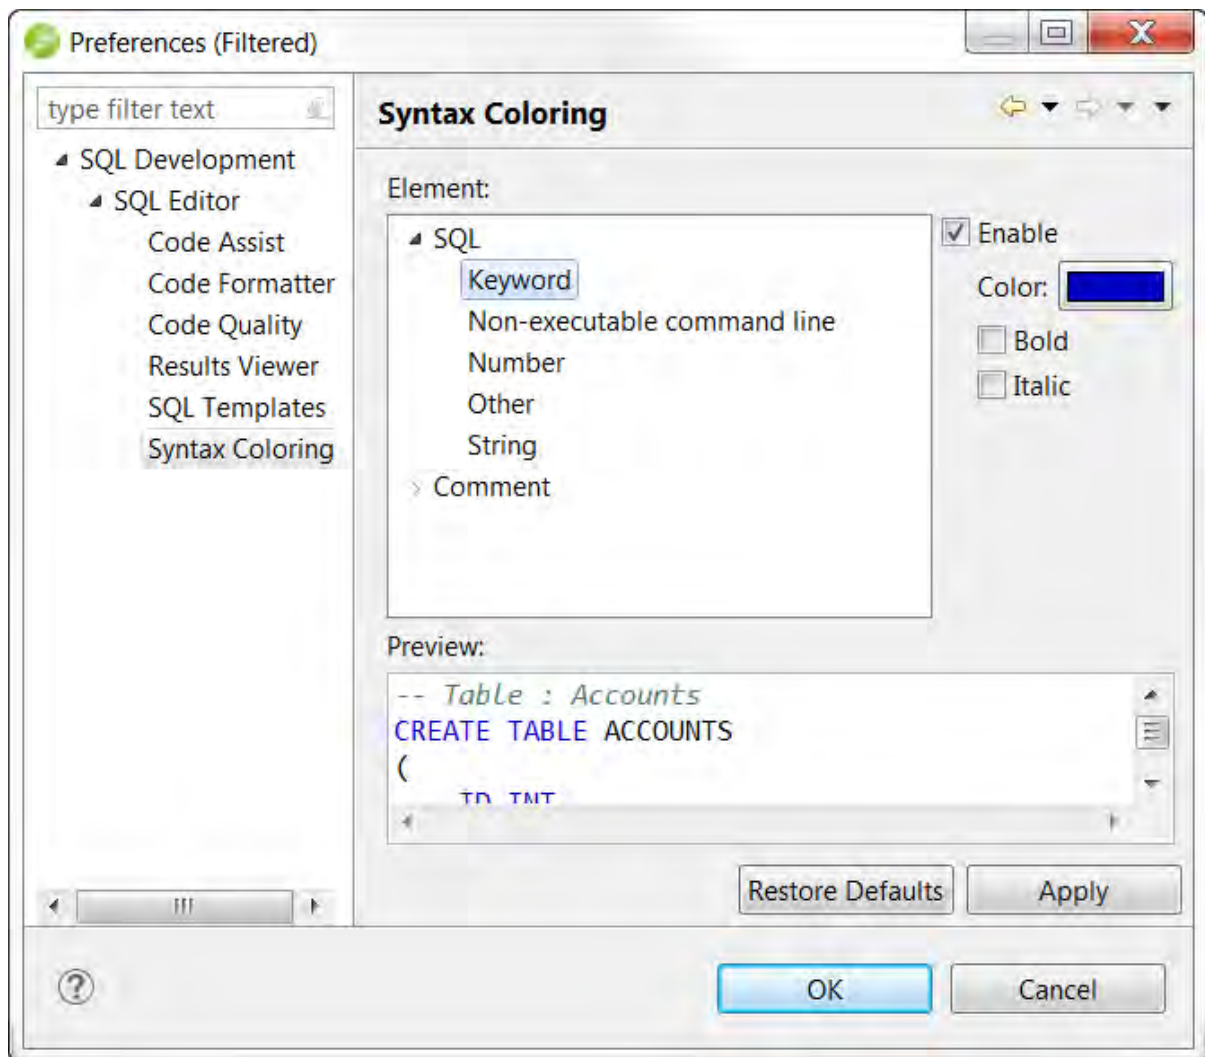 Preferences (Filtered)
type filter text
SQL Development
SQL Editor
Code Assist
Code Formatter
Code Quality
Results Viewer
SQL Templates
Syntax Coloring
Syntax Coloring
Element:
SQL
Keyword
Non-executable command line
Number
Other
String
Comment
Enable
Color:
Bold
Italic
Preview:
-- Table : Accounts
CREATE TABLE ACCOUNTS
(
ID INT
Restore Defaults
Apply
?
OK
Cancel